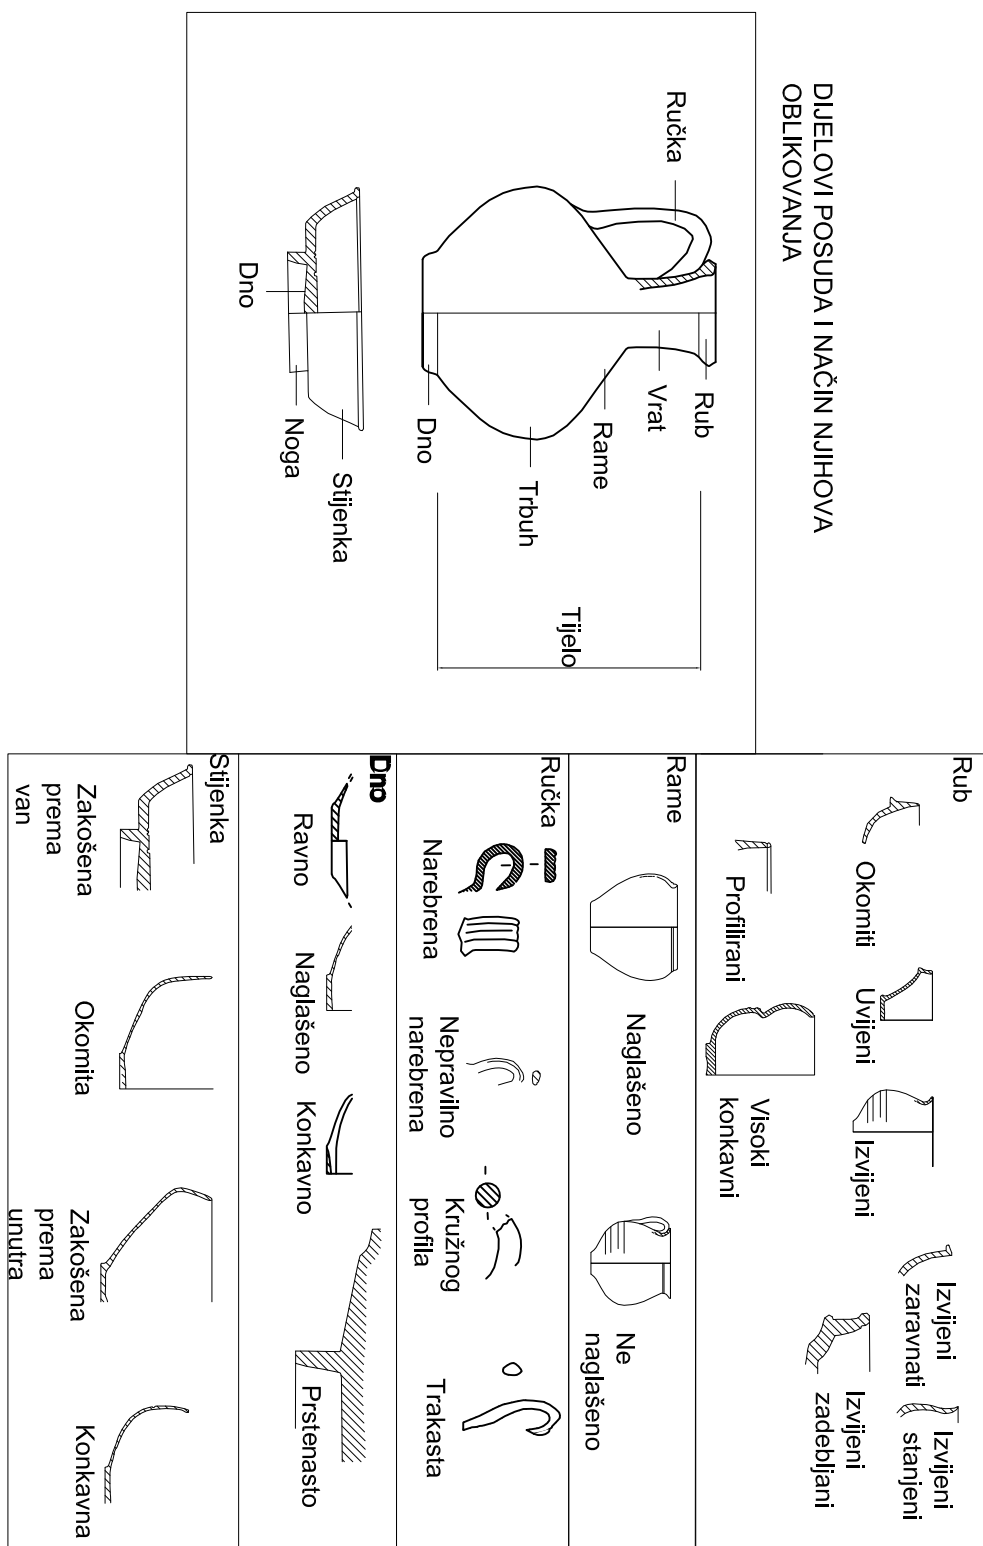 DIJELOVI POSUDA I NAČIN NJIHOVA
OBLIKOVANJA
Ručka
Rub
Vrat
Rame
Trbuh
Dno
Tijelo
Stijenka
Noga
Dno
Rub
Okomiti
Uvijeni
Izvijeni
Izvijeni
zaravnati
Izvijeni
stanjeni
Profilirani
Visoki
konkavni
Izvijeni
zadebljani
Rame
Naglašeno
Ne
naglašeno
Ručka
Narebrena
Nepravilno
narebrena
Kružnog
profila
Trakasta
Dno
Ravno
Naglašeno
Konkavno
Prstenasto
Stijenka
Zakošena
prema
van
Okomita
Zakošena
prema
unutra
Konkavna